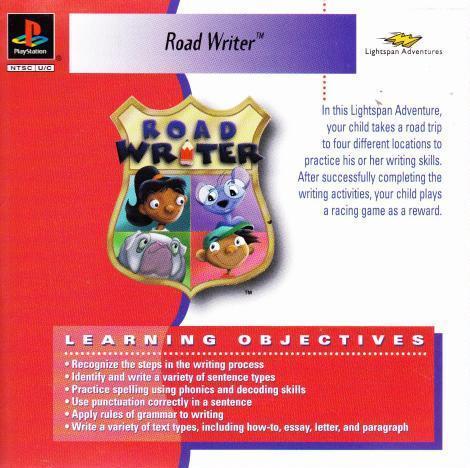 PlayStation
®
NTSC U/C
Road Writer™
Lightspan Adventures
ROAD
WRITER
™
In this Lightspan Adventure,
your child takes a road trip
to four different locations to
practice his or her writing skills.
After successfully completing the
writing activities, your child plays
a racing game as a reward.
LEARNING OBJECTIVES
• Recognize the steps in the writing process
• Identify and write a variety of sentence types
• Practice spelling using phonics and decoding skills
• Use punctuation correctly in a sentence
• Apply rules of grammar to writing
• Write a variety of text types, including how-to, essay, letter, and paragraph